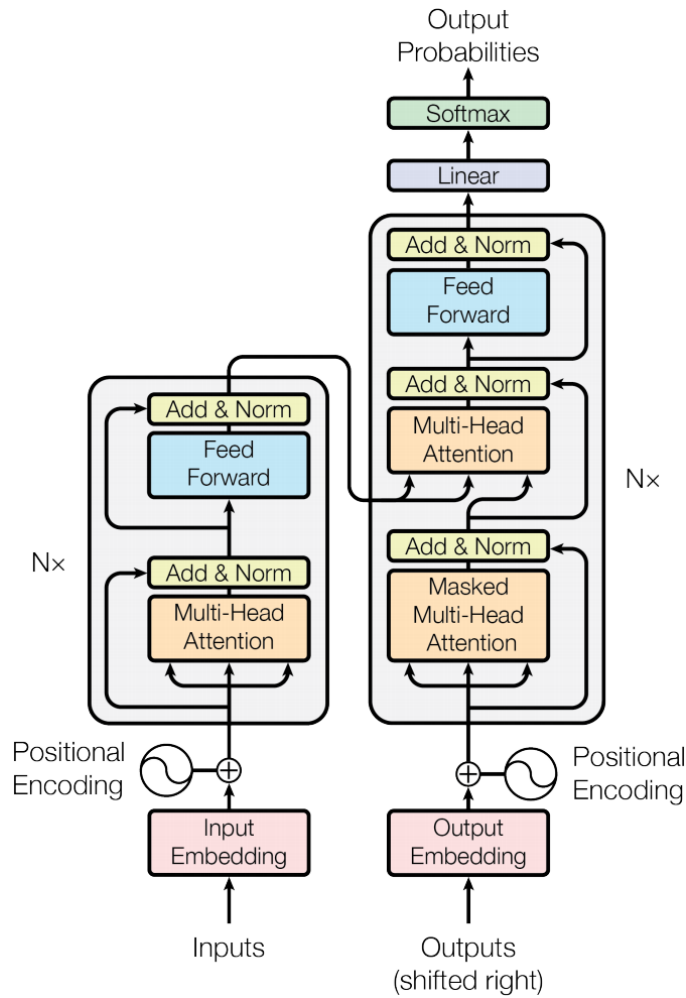 Output
Probabilities
Softmax
Linear
Add & Norm
Feed
Forward
Add & Norm
Multi-Head
Attention
Add & Norm
Masked
Multi-Head
Attention
Nx
Add & Norm
Feed
Forward
Add & Norm
Multi-Head
Attention
Nx
Positional
Encoding
Positional
Encoding
Input
Embedding
Output
Embedding
Inputs
Outputs
(shifted right)